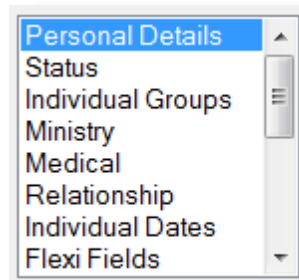 Personal Details
Status
Individual Groups
Ministry
Medical
Relationship
Individual Dates
Flexi Fields